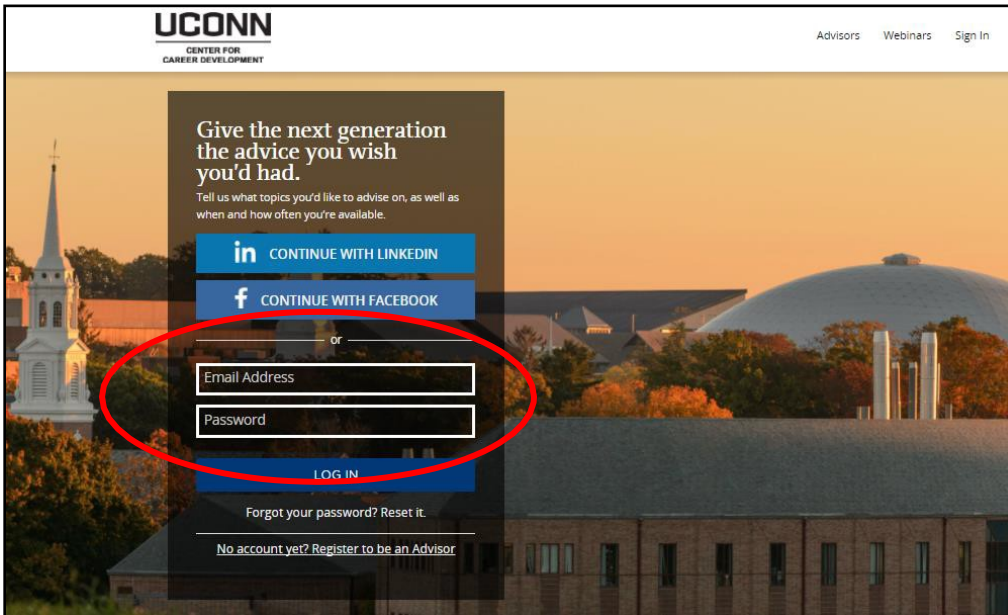 UCONN
CENTER FOR
CAREER DEVELOPMENT
Advisors Webinars Sign In
Give the next generation
the advice you wish
you'd had.
Tell us what topics you'd like to advise on, as well as
when and how often you're available.
in CONTINUE WITH LINKEDIN
f CONTINUE WITH FACEBOOK
or
Email Address
Password
LOG IN
Forgot your password? Reset it.
No account yet? Register to be an Advisor